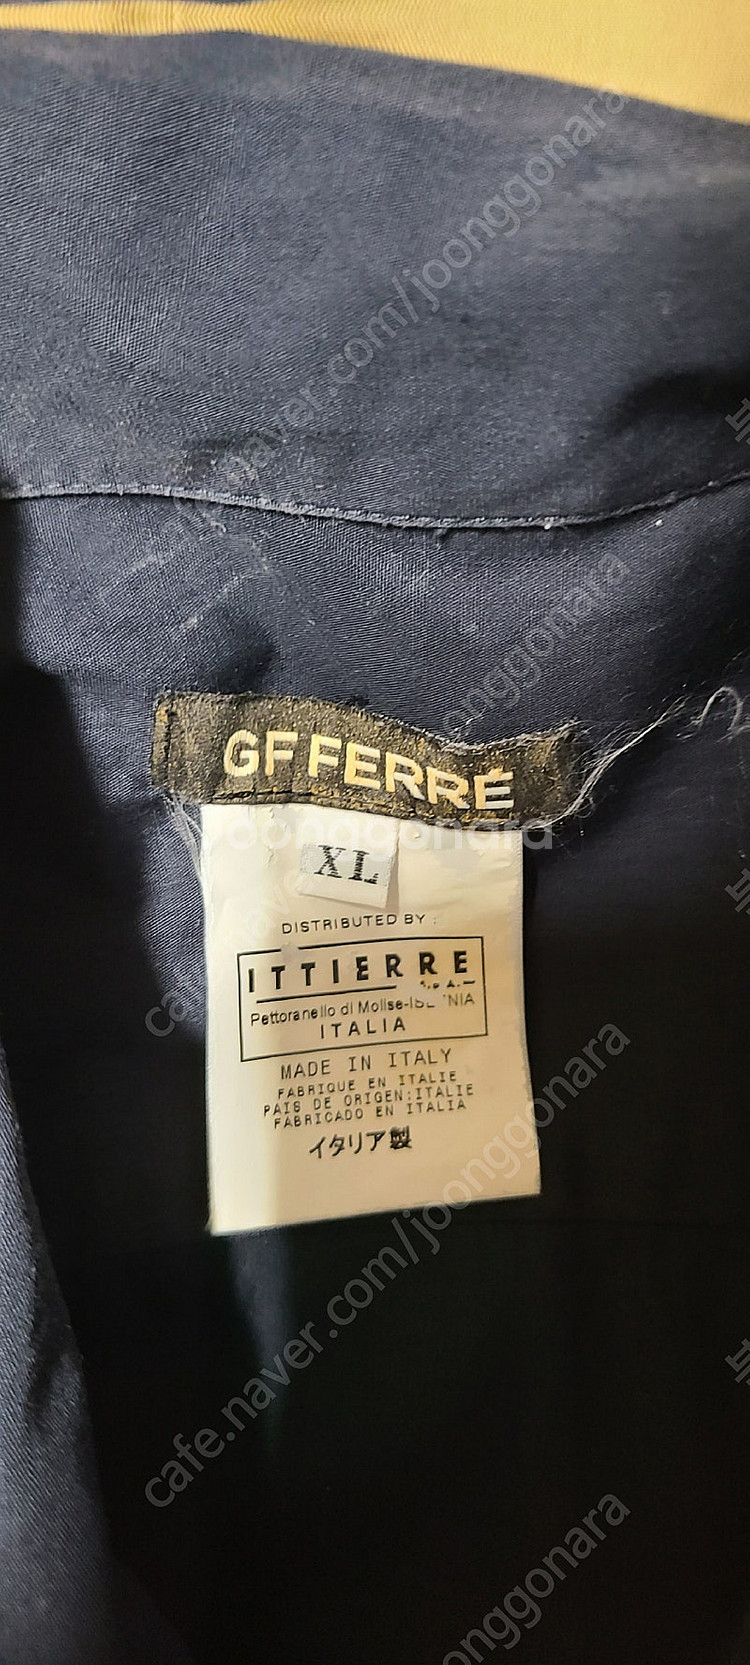 GF FERRÉ
XL
DISTRIBUTED BY :
ITTIERRE
Pettoranello di Molise-
ITALIA
MADE IN ITALY
FABRIQUE EN ITALIE
PAIS DE ORIGEN:ITALIE
FABRICADO EN ITALIA
イタリア製
joonggonara
cafe.naver.com/joonggonara
cafe.naver.com/joonggonara
cafe.naver.com/joonggonara
joonggonara